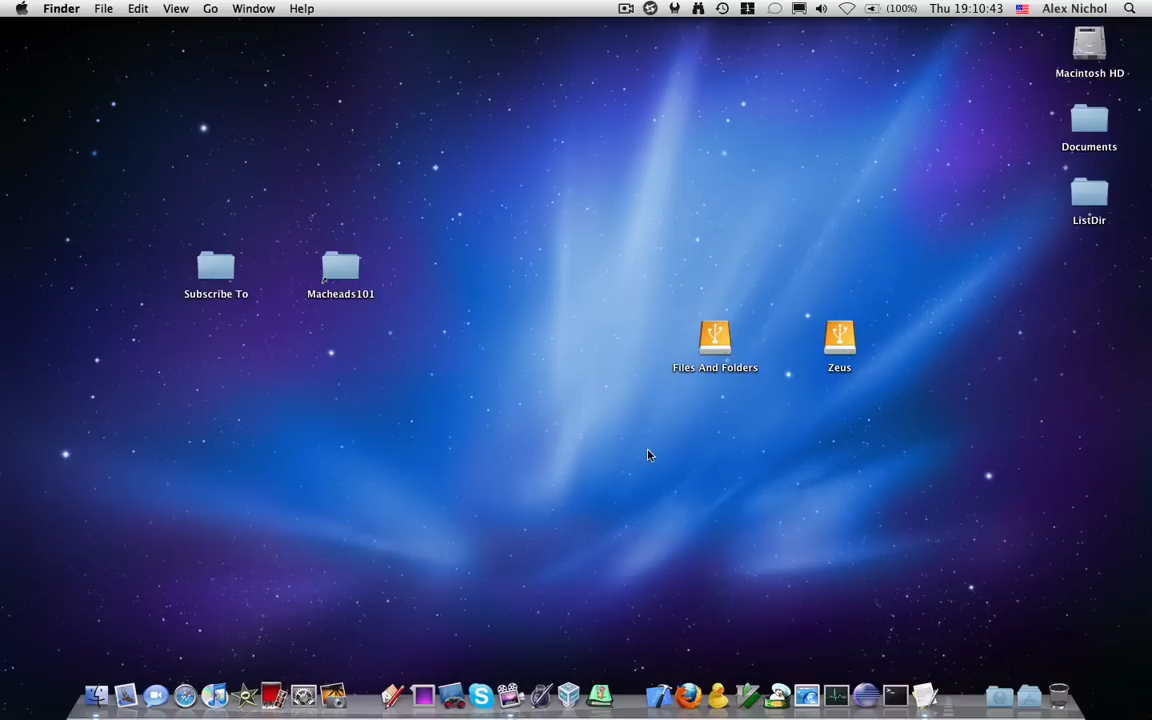 Finder File Edit View Go Window Help (100%) Thu 19:10:43 Alex Nichol
Macintosh HD
Documents
ListDir
Subscribe To Macheads101
Files And Folders Zeus